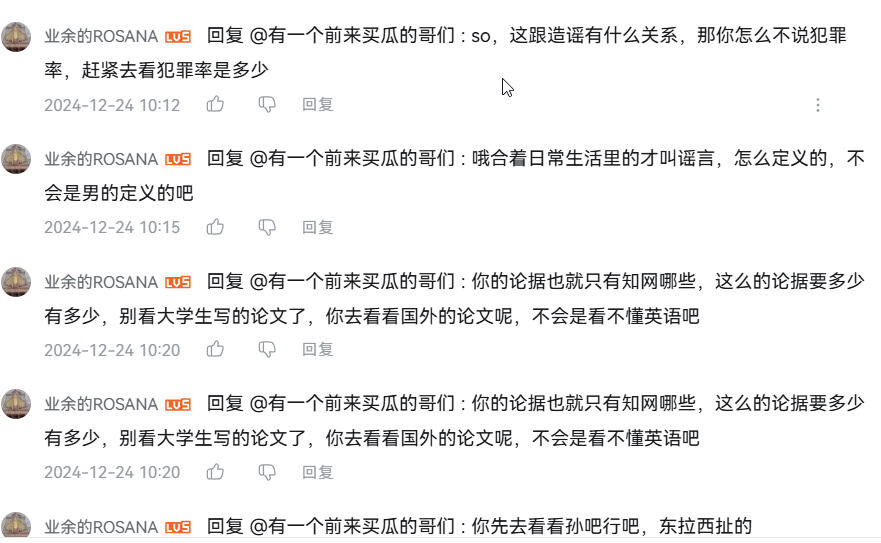 业余的ROSANA LV5 回复 @有一个前来买瓜的哥们 : so，这跟造谣有什么关系，那你怎么不说犯罪
率，赶紧去看犯罪率是多少
2024-12-24 10:12 回复
业余的ROSANA LV5 回复 @有一个前来买瓜的哥们 : 哦合着日常生活里的才叫谣言，怎么定义的，不
会是男的定义的吧
2024-12-24 10:15 回复
业余的ROSANA LV5 回复 @有一个前来买瓜的哥们 : 你的论据也就只有知网哪些，这么的论据要多少
有多少，别看大学生写的论文了，你去看看国外的论文呢，不会是看不懂英语吧
2024-12-24 10:20 回复
业余的ROSANA LV5 回复 @有一个前来买瓜的哥们 : 你的论据也就只有知网哪些，这么的论据要多少
有多少，别看大学生写的论文了，你去看看国外的论文呢，不会是看不懂英语吧
2024-12-24 10:20 回复
业余的ROSANA LV5 回复 @有一个前来买瓜的哥们 : 你先去看看孙吧行吧，东拉西扯的